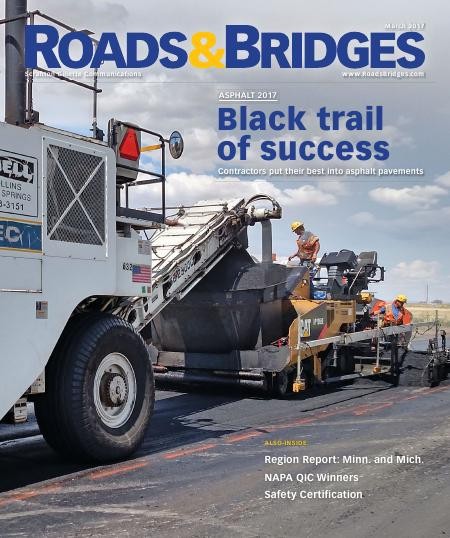 March 2017
ROADS&BRIDGES
Scranton Gillette Communications
www.RoadsBridges.com
ASPHALT 2017
Black trail
of success
Contractors put their best into asphalt pavements
CAT
ALSO INSIDE
Region Report: Minn. and Mich.
NAPA QIC Winners
Safety Certification